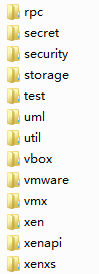 rpc
secret
security
storage
test
uml
util
vbox
vmware
vmx
xen
xenapi
xenxs